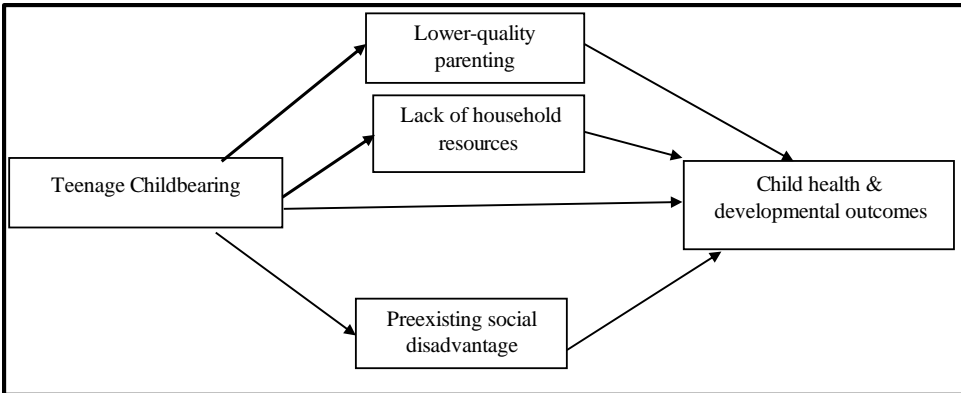 Lower-quality
parenting
Lack of household
resources
Teenage Childbearing
Child health &
developmental outcomes
Preexisting social
disadvantage